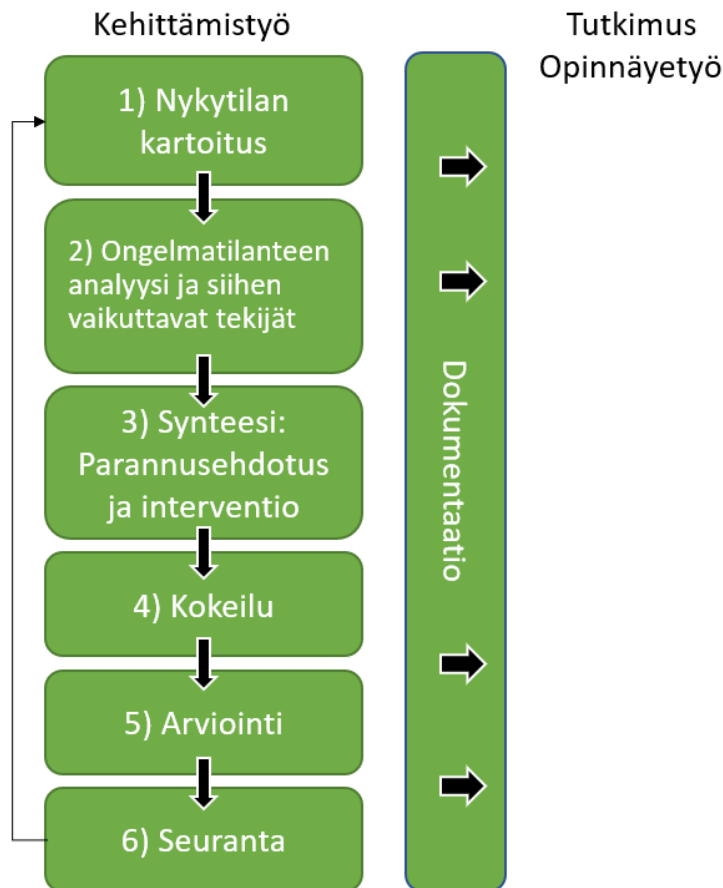 Kehittämistyö
1) Nykytilan
kartoitus
2) Ongelmatilanteen
analyysi ja siihen
vaikuttavat tekijät
3) Synteesi:
Parannusehdotus
ja interventio
4) Kokeilu
5) Arviointi
6) Seuranta
Dokumentaatio
Tutkimus
Opinnäyetyö